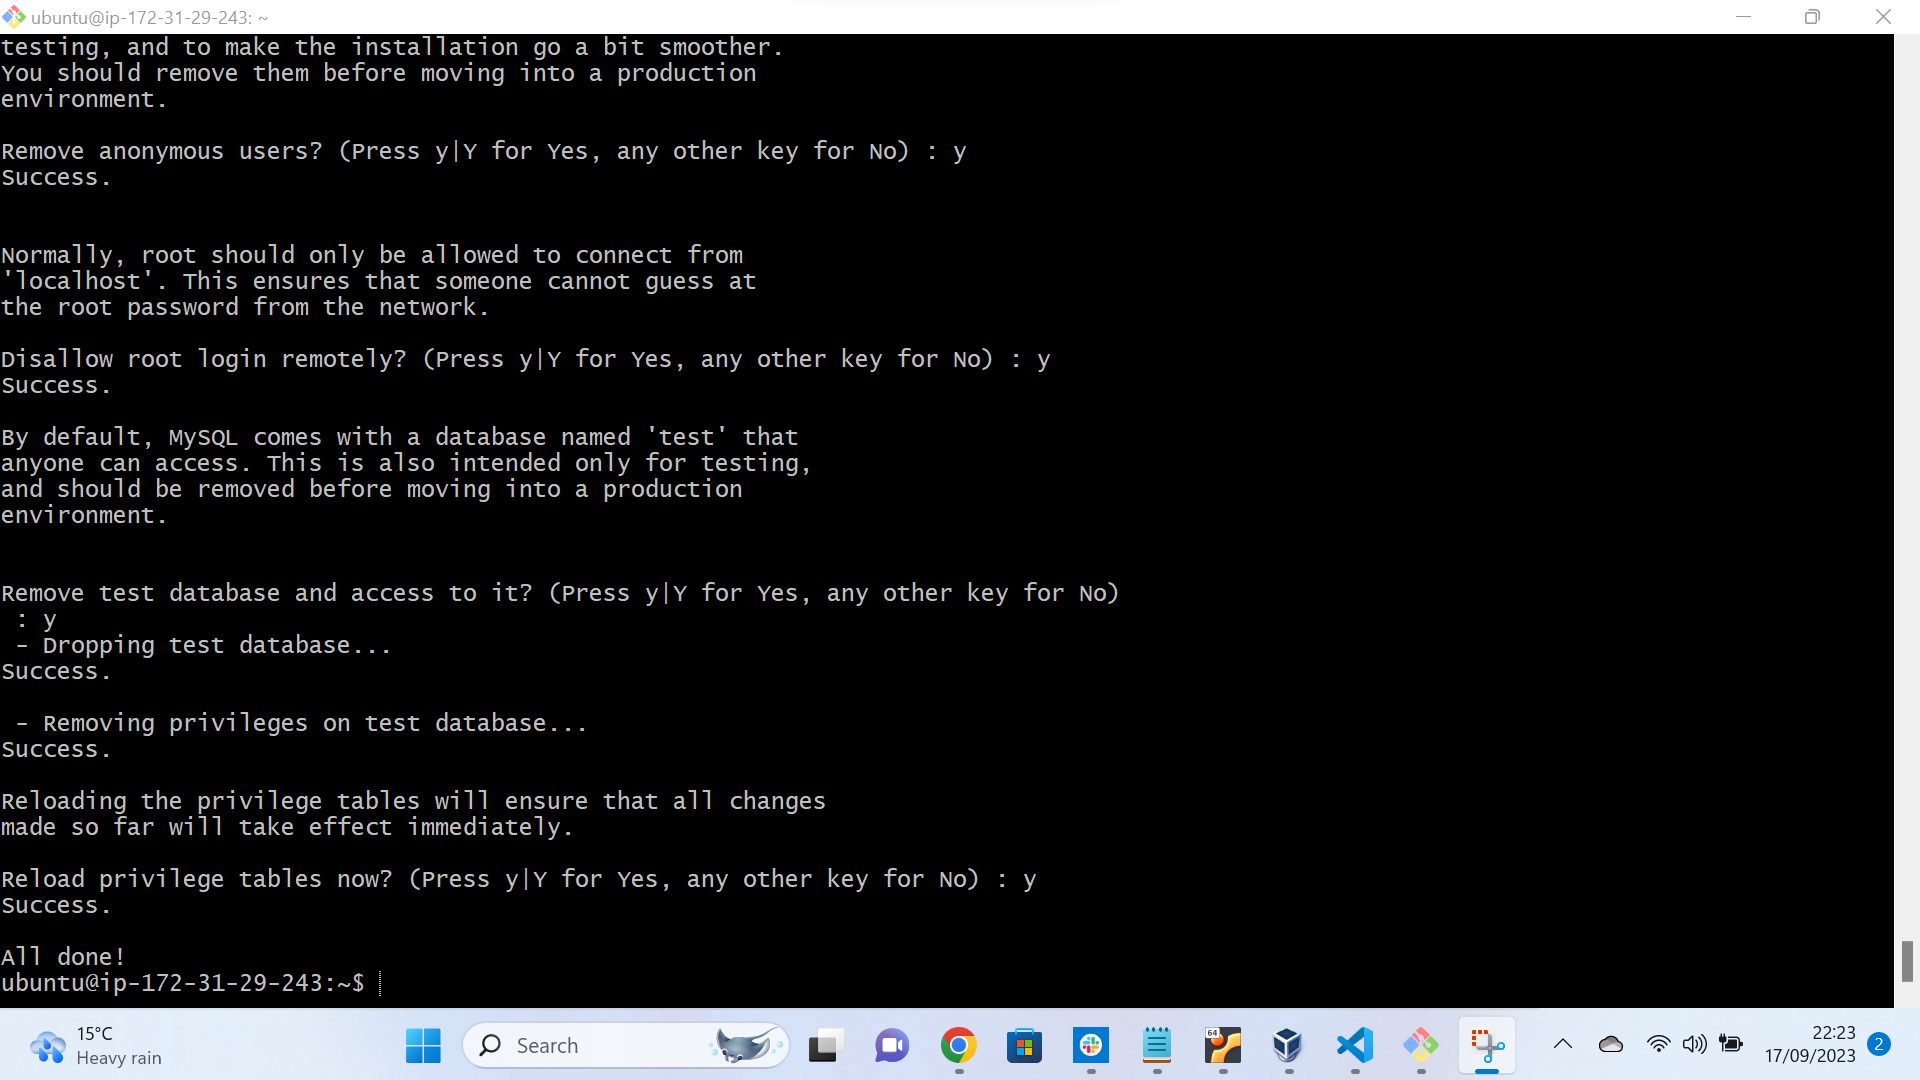 ubuntu@ip-172-31-29-243: ~
testing, and to make the installation go a bit smoother.
You should remove them before moving into a production
environment.
Remove anonymous users? (Press y|Y for Yes, any other key for No) : y
Success.
Normally, root should only be allowed to connect from
'localhost'. This ensures that someone cannot guess at
the root password from the network.
Disallow root login remotely? (Press y|Y for Yes, any other key for No) : y
Success.
By default, MySQL comes with a database named 'test' that
anyone can access. This is also intended only for testing,
and should be removed before moving into a production
environment.
Remove test database and access to it? (Press y|Y for Yes, any other key for No)
 : y
 - Dropping test database...
Success.
 - Removing privileges on test database...
Success.
Reloading the privilege tables will ensure that all changes
made so far will take effect immediately.
Reload privilege tables now? (Press y|Y for Yes, any other key for No) : y
Success.
All done!
ubuntu@ip-172-31-29-243:~$
15°C
Heavy rain
Search
64
22:23
17/09/2023
2